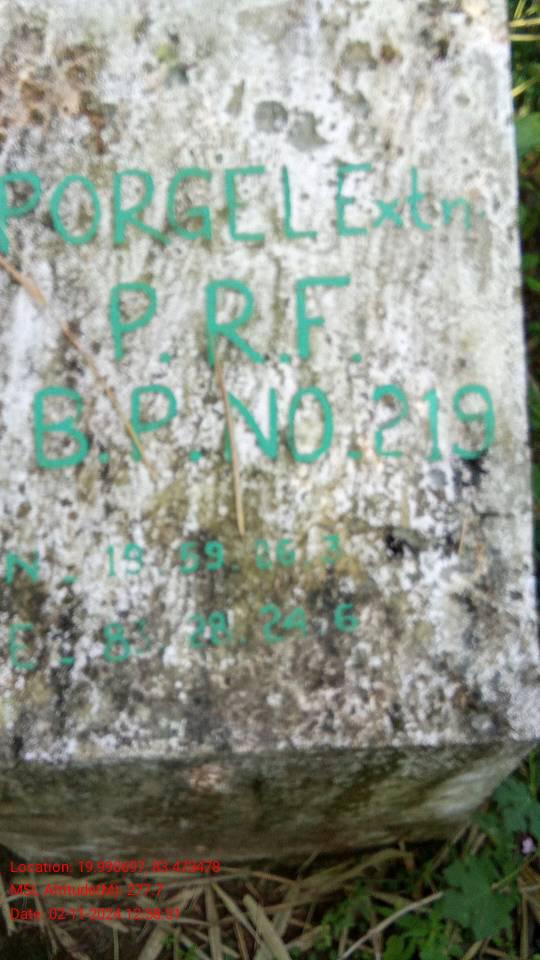 PORGEL Extn.
P.R.F.
B.P.NO.219
N - 19 59 26.3
E - 83 28.24.6
Location: 19.990697, 83.473478
MSL Altitude(M): 277.7
Date: 02-11-2024 12:58:31